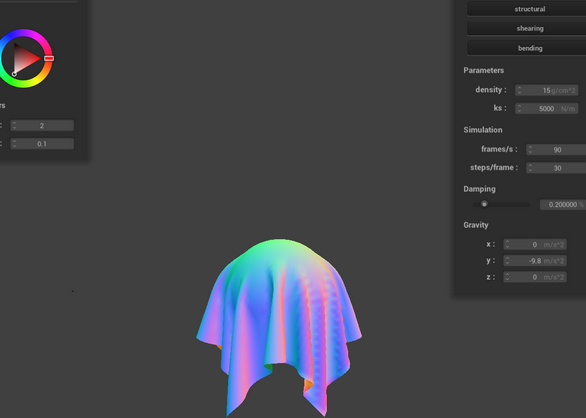 structural
shearing
bending
Parameters
density : 15 g/cm^2
ks : 5000 N/m
Simulation
frames/s : 90
steps/frame : 30
Damping
0.200000 %
Gravity
x : 0 m/s^2
y : -9.8 m/s^2
z : 0 m/s^2
rs
: 2
: 0.1